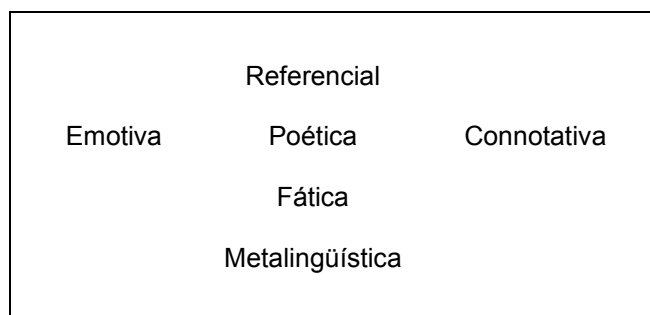 Referencial
Emotiva Poética Connotativa
Fática
Metalingüística